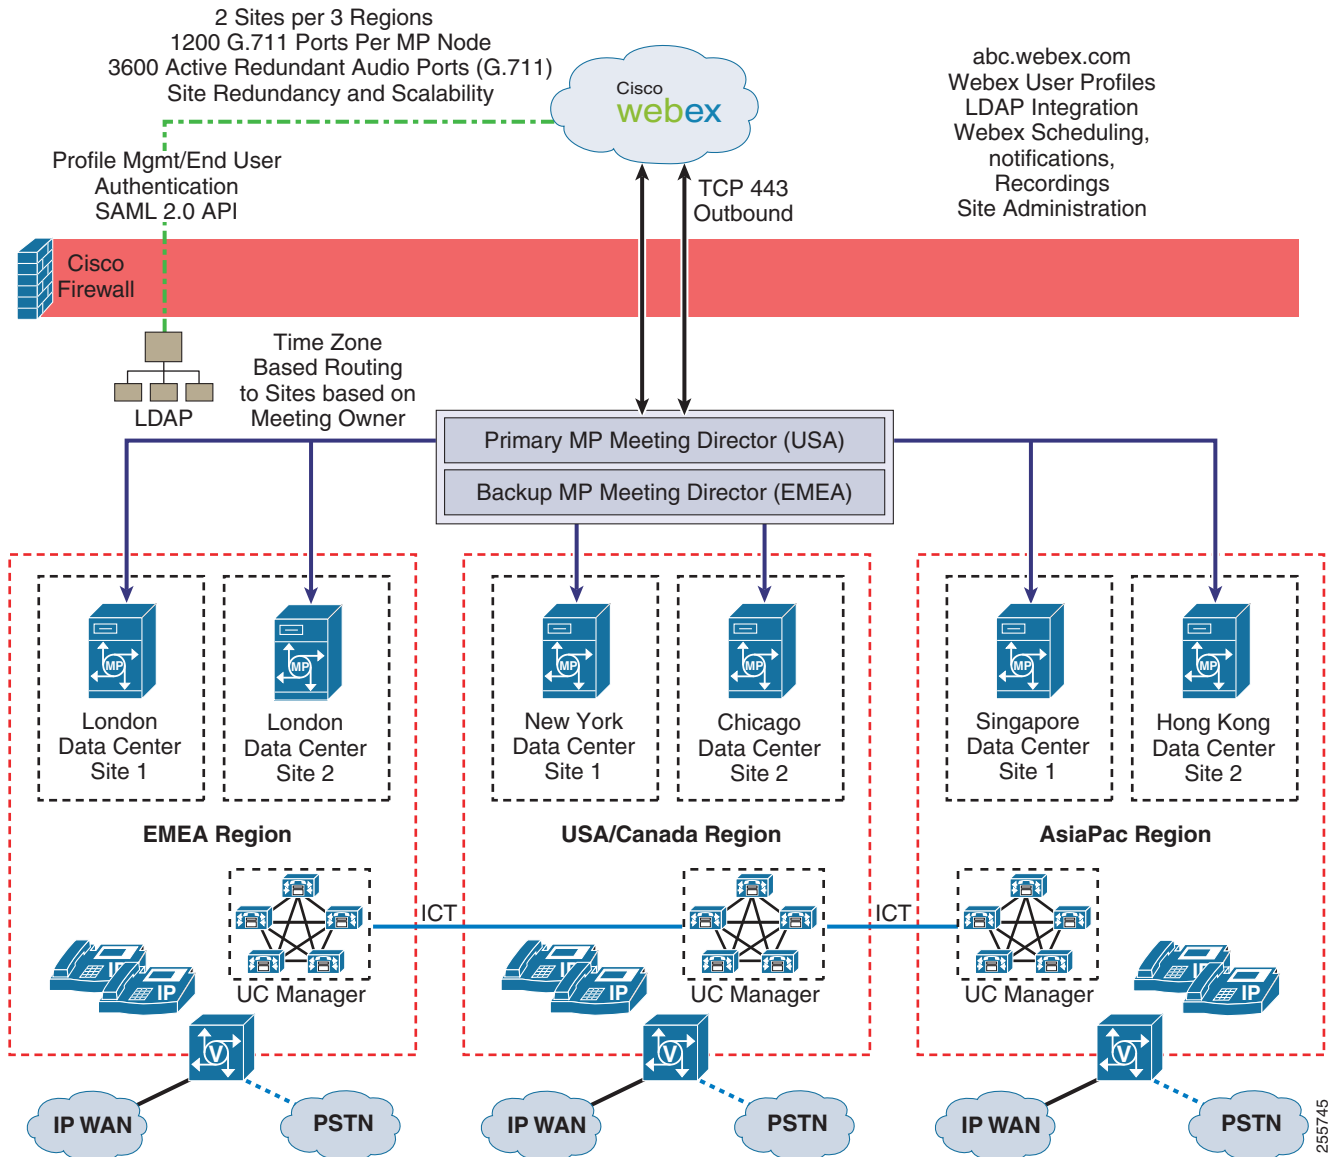 2 Sites per 3 Regions
1200 G.711 Ports Per MP Node
3600 Active Redundant Audio Ports (G.711)
Site Redundancy and Scalability
Cisco
webex
abc.webex.com
Webex User Profiles
LDAP Integration
Webex Scheduling,
notifications,
Recordings
Site Administration
Profile Mgmt/End User
Authentication
SAML 2.0 API
TCP 443
Outbound
Cisco
Firewall
LDAP
Time Zone
Based Routing
to Sites based on
Meeting Owner
Primary MP Meeting Director (USA)
Backup MP Meeting Director (EMEA)
MP
MP
MP
MP
MP
MP
London
Data Center
Site 1
London
Data Center
Site 2
New York
Data Center
Site 1
Chicago
Data Center
Site 2
Singapore
Data Center
Site 1
Hong Kong
Data Center
Site 2
EMEA Region
USA/Canada Region
AsiaPac Region
ICT
ICT
IP
IP
UC Manager
IP
IP
UC Manager
UC Manager
IP
IP
V
V
V
IP WAN
PSTN
IP WAN
PSTN
IP WAN
PSTN
255745